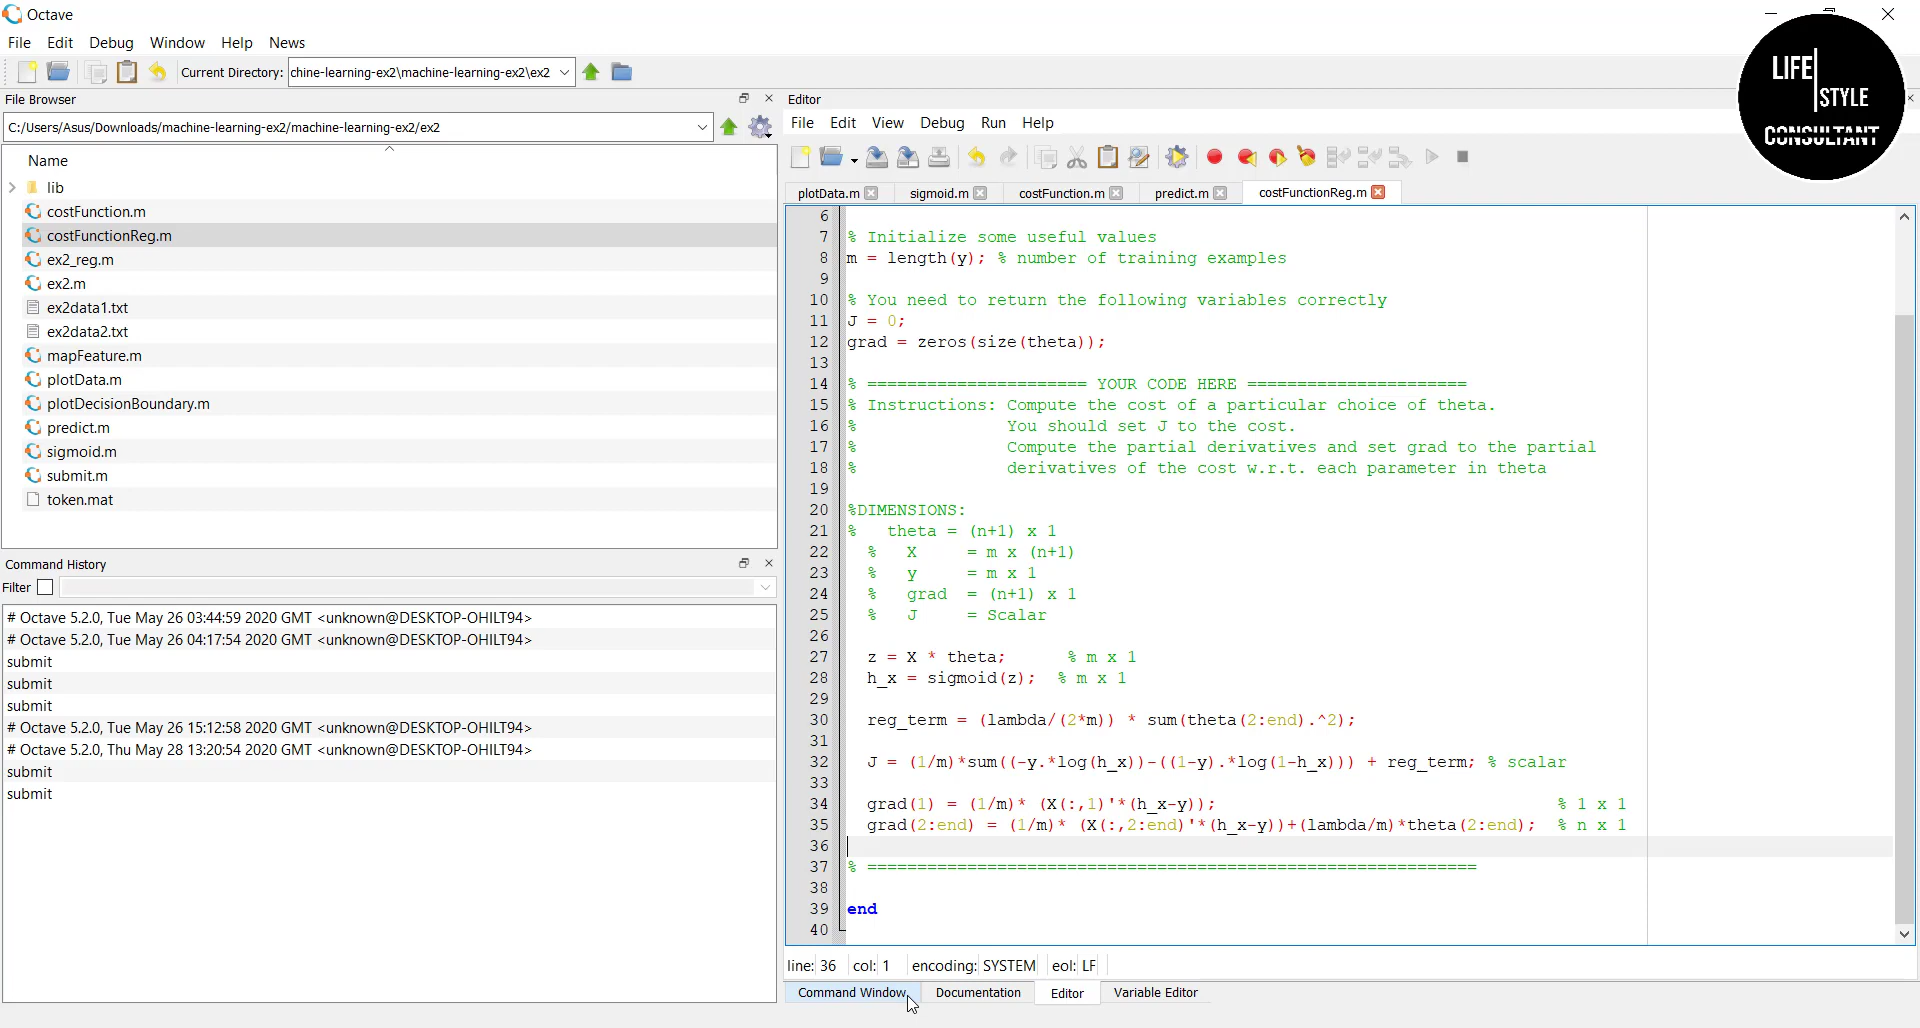 Octave
File Edit Debug Window Help News
Current Directory: chine-learning-ex2\machine-learning-ex2\ex2
LIFE
STYLE
CONSULTANT
File Browser
C:/Users/Asus/Downloads/machine-learning-ex2/machine-learning-ex2/ex2
Name
lib
costFunction.m
costFunctionReg.m
ex2_reg.m
ex2.m
ex2data1.txt
ex2data2.txt
mapFeature.m
plotData.m
plotDecisionBoundary.m
predict.m
sigmoid.m
submit.m
token.mat
Command History
Filter
# Octave 5.2.0, Tue May 26 03:44:59 2020 GMT <unknown@DESKTOP-OHILT94>
# Octave 5.2.0, Tue May 26 04:17:54 2020 GMT <unknown@DESKTOP-OHILT94>
submit
submit
submit
# Octave 5.2.0, Tue May 26 15:12:58 2020 GMT <unknown@DESKTOP-OHILT94>
# Octave 5.2.0, Thu May 28 13:20:54 2020 GMT <unknown@DESKTOP-OHILT94>
submit
submit
Editor
File Edit View Debug Run Help
plotData.m sigmoid.m costFunction.m predict.m costFunctionReg.m
6
7 % Initialize some useful values
8 m = length(y); % number of training examples
9
10 % You need to return the following variables correctly
11 J = 0;
12 grad = zeros(size(theta));
13
14 % ====================== YOUR CODE HERE ======================
15 % Instructions: Compute the cost of a particular choice of theta.
16 %               You should set J to the cost.
17 %               Compute the partial derivatives and set grad to the partial
18 %               derivatives of the cost w.r.t. each parameter in theta
19
20 %DIMENSIONS:
21 %   theta = (n+1) x 1
22   %   X     = m x (n+1)
23   %   y     = m x 1
24   %   grad  = (n+1) x 1
25   %   J     = Scalar
26
27   z = X * theta;      % m x 1
28   h_x = sigmoid(z);  % m x 1
29
30   reg_term = (lambda/(2*m)) * sum(theta(2:end).^2);
31
32   J = (1/m)*sum((-y.*log(h_x))-((1-y).*log(1-h_x))) + reg_term; % scalar
33
34   grad(1) = (1/m)* (X(:,1)'*(h_x-y));                                  % 1 x 1
35   grad(2:end) = (1/m)* (X(:,2:end)'*(h_x-y))+(lambda/m)*theta(2:end);  % n x 1
36
37 % =============================================================
38
39 end
40
line: 36 col: 1 encoding: SYSTEM eol: LF
Command Window Documentation Editor Variable Editor